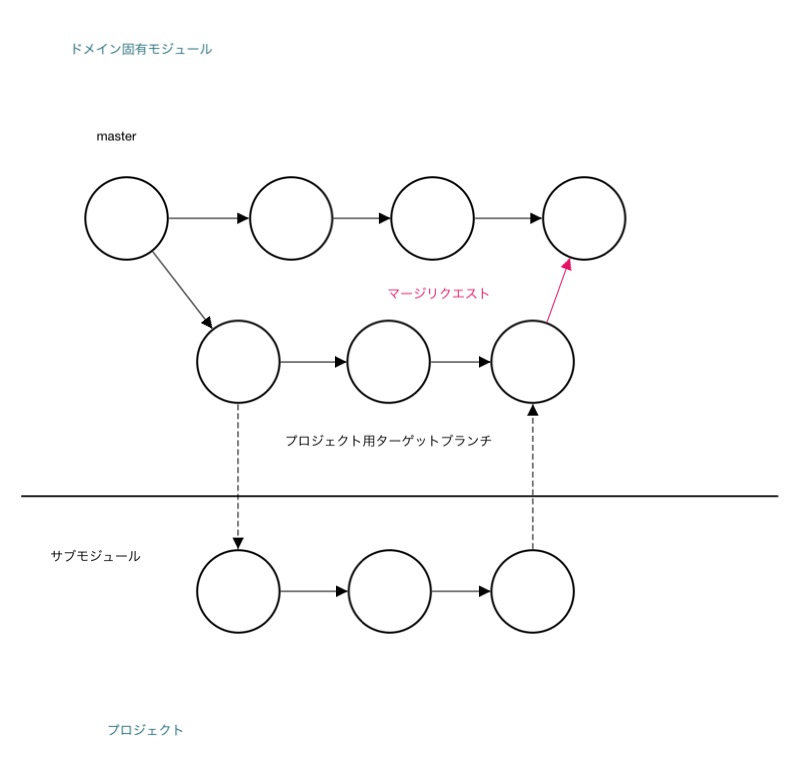 ドメイン固有モジュール
master
マージリクエスト
プロジェクト用ターゲットブランチ
サブモジュール
プロジェクト